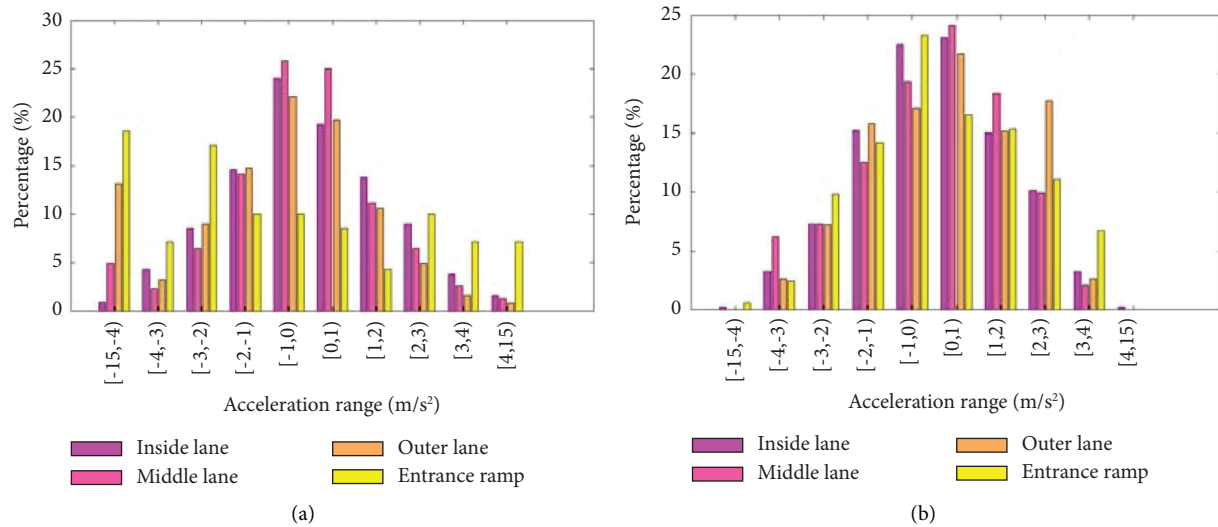 30
25
20
15
10
5
0
Percentage (%)
[-15,-4)
[-4,-3)
[-3,-2)
[-2.-1)
[-1,0)
[0,1)
[1,2)
[2,3)
[3,4)
[4,15)
Acceleration range (m/s²)
Inside lane
Middle lane
Outer lane
Entrance ramp
(a)
25
20
15
10
5
0
Percentage (%)
[-15,-4)
[-4,-3)
[-3,-2)
[-2,-1)
[-1,0)
[0,1)
[1,2)
[2,3)
[3,4)
[4,15)
Acceleration range (m/s²)
Inside lane
Middle lane
Outer lane
Entrance ramp
(b)